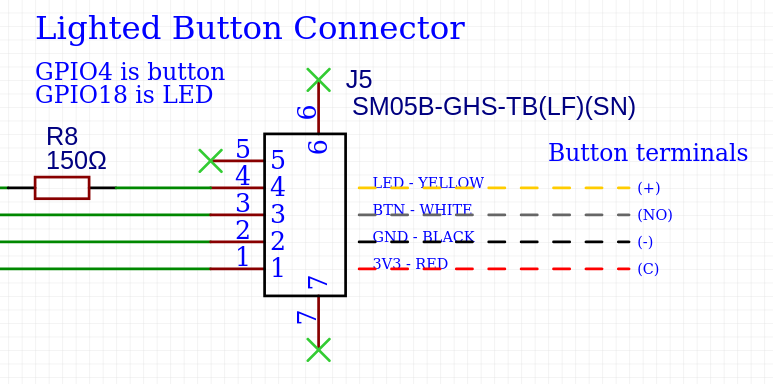 Lighted Button Connector
GPIO4 is button
GPIO18 is LED
J5
SM05B-GHS-TB(LF)(SN)
R8
150Ω
6
6
5
5
4
4
3
3
2
2
1
1
7
7
Button terminals
LED - YELLOW (+)
BTN - WHITE (NO)
GND - BLACK (-)
3V3 - RED (C)